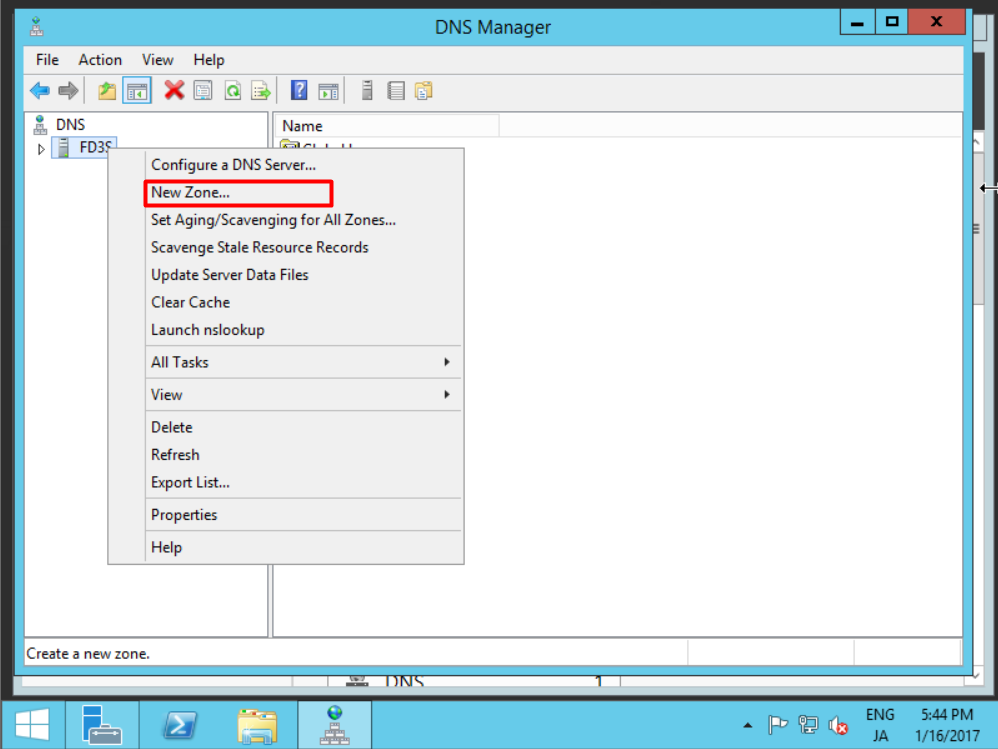 DNS Manager
File Action View Help
DNS
Name
FD3S
Configure a DNS Server...
New Zone...
Set Aging/Scavenging for All Zones...
Scavenge Stale Resource Records
Update Server Data Files
Clear Cache
Launch nslookup
All Tasks
View
Delete
Refresh
Export List...
Properties
Help
Create a new zone.
DNS 1
ENG 5:44 PM
JA 1/16/2017